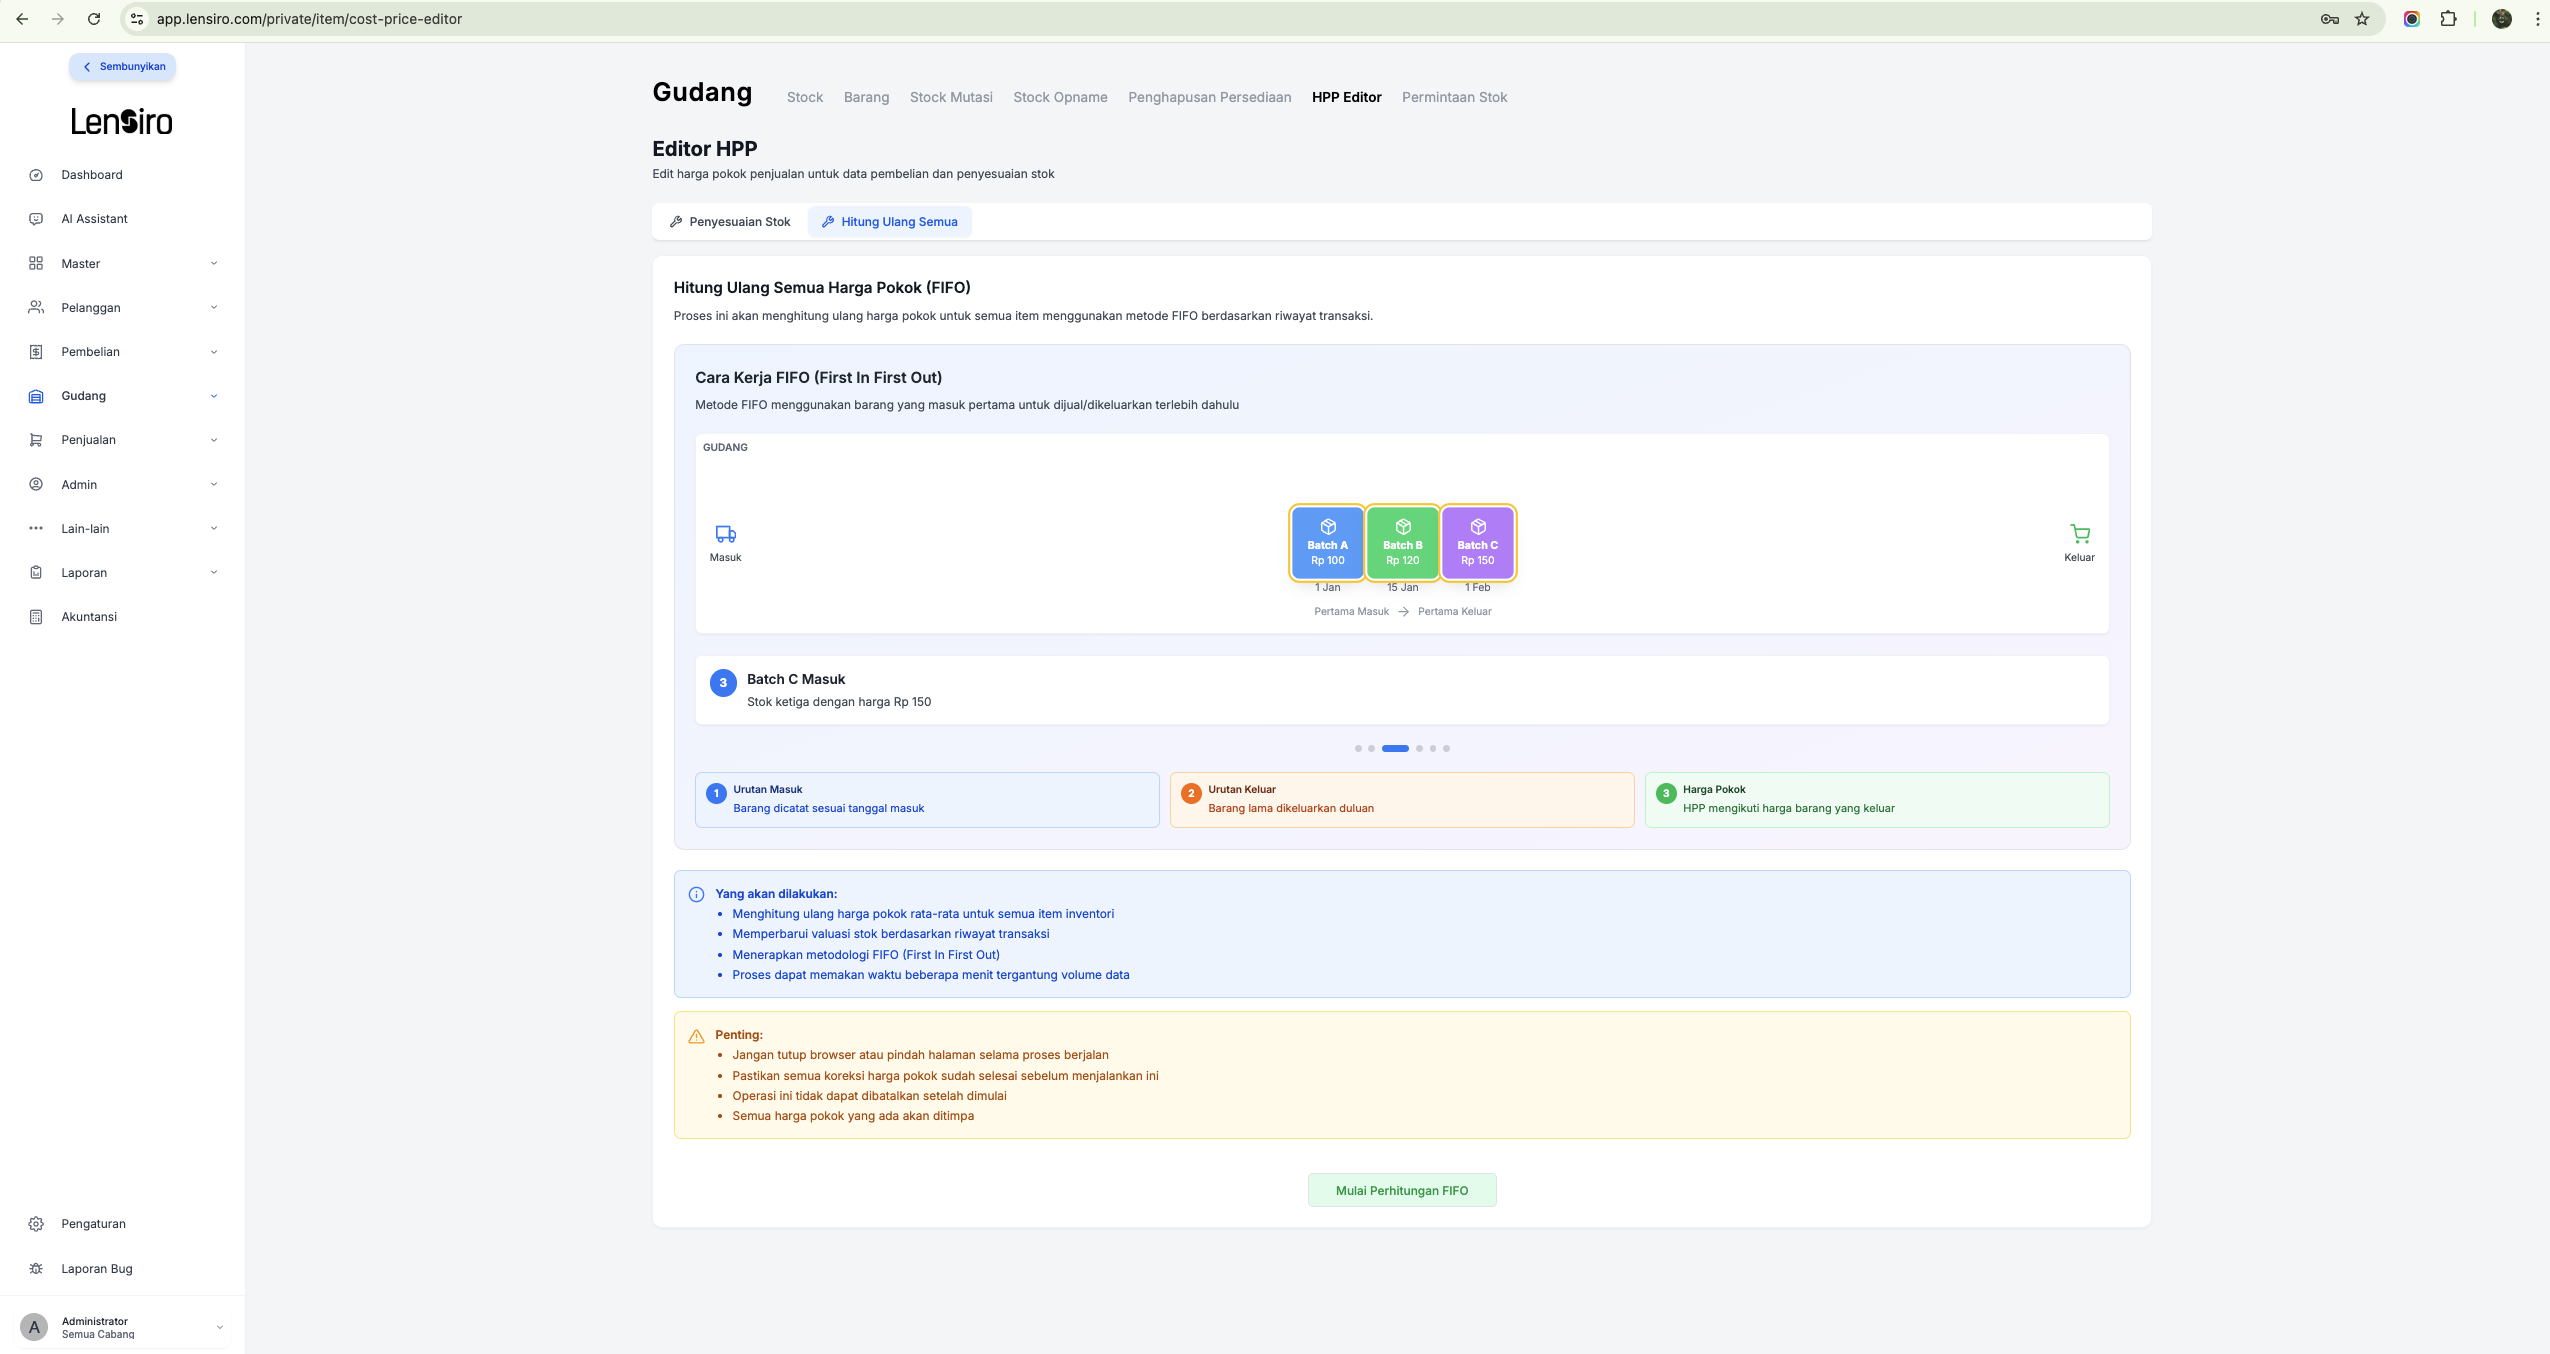 app.lensiro.com/private/item/cost-price-editor
Sembunyikan
LenSiro
Dashboard
AI Assistant
Master
Pelanggan
Pembelian
Gudang
Penjualan
Admin
Lain-lain
Laporan
Akuntansi
Pengaturan
Laporan Bug
A
Administrator
Semua Cabang
Gudang
Stock Barang Stock Mutasi Stock Opname Penghapusan Persediaan HPP Editor Permintaan Stok
Editor HPP
Edit harga pokok penjualan untuk data pembelian dan penyesuaian stok
Penyesuaian Stok Hitung Ulang Semua
Hitung Ulang Semua Harga Pokok (FIFO)
Proses ini akan menghitung ulang harga pokok untuk semua item menggunakan metode FIFO berdasarkan riwayat transaksi.
Cara Kerja FIFO (First In First Out)
Metode FIFO menggunakan barang yang masuk pertama untuk dijual/dikeluarkan terlebih dahulu
GUDANG
Masuk
Batch A Batch B Batch C
Rp 100 Rp 120 Rp 150
1 Jan 15 Jan 1 Feb
Pertama Masuk → Pertama Keluar
Keluar
3 Batch C Masuk
Stok ketiga dengan harga Rp 150
1 Urutan Masuk
Barang dicatat sesuai tanggal masuk
2 Urutan Keluar
Barang lama dikeluarkan duluan
3 Harga Pokok
HPP mengikuti harga barang yang keluar
Yang akan dilakukan:
• Menghitung ulang harga pokok rata-rata untuk semua item inventori
• Memperbarui valuasi stok berdasarkan riwayat transaksi
• Menerapkan metodologi FIFO (First In First Out)
• Proses dapat memakan waktu beberapa menit tergantung volume data
Penting:
• Jangan tutup browser atau pindah halaman selama proses berjalan
• Pastikan semua koreksi harga pokok sudah selesai sebelum menjalankan ini
• Operasi ini tidak dapat dibatalkan setelah dimulai
• Semua harga pokok yang ada akan ditimpa
Mulai Perhitungan FIFO